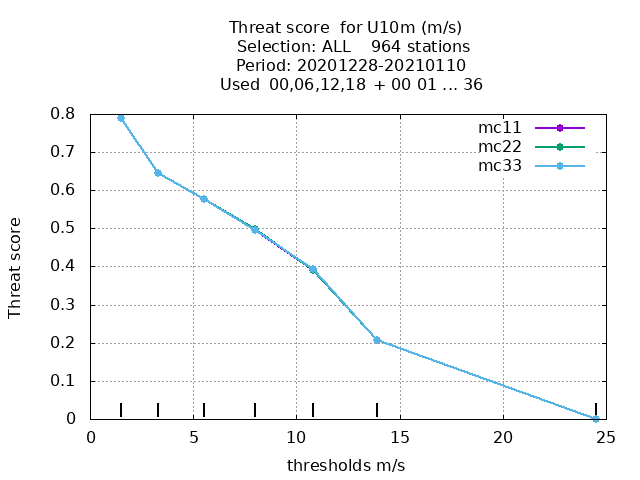 Threat score  for U10m (m/s)
Selection: ALL    964 stations
Period: 20201228-20210110
Used  00,06,12,18  + 00 01 ... 36
mc11
mc22
mc33
Threat score
0.8
0.7
0.6
0.5
0.4
0.3
0.2
0.1
0
0 5 10 15 20 25
thresholds m/s